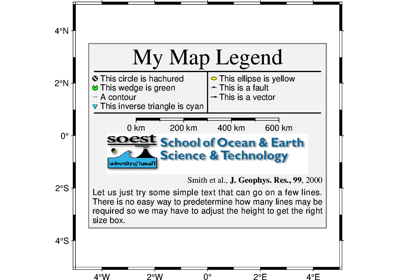 4°N
2°N
0°
2°S
4°S
My Map Legend
This circle is hachured
This wedge is green
A contour
This inverse triangle is cyan
This ellipse is yellow
This is a fault
This is a vector
0 km 200 km 400 km 600 km
soest
university of hawai'i
School of Ocean & Earth
Science & Technology
Smith et al., J. Geophys. Res., 99, 2000
Let us just try some simple text that can go on a few lines.
There is no easy way to predetermine how many lines may be
required so we may have to adjust the height to get the right
size box.
4°W 2°W 0° 2°E 4°E